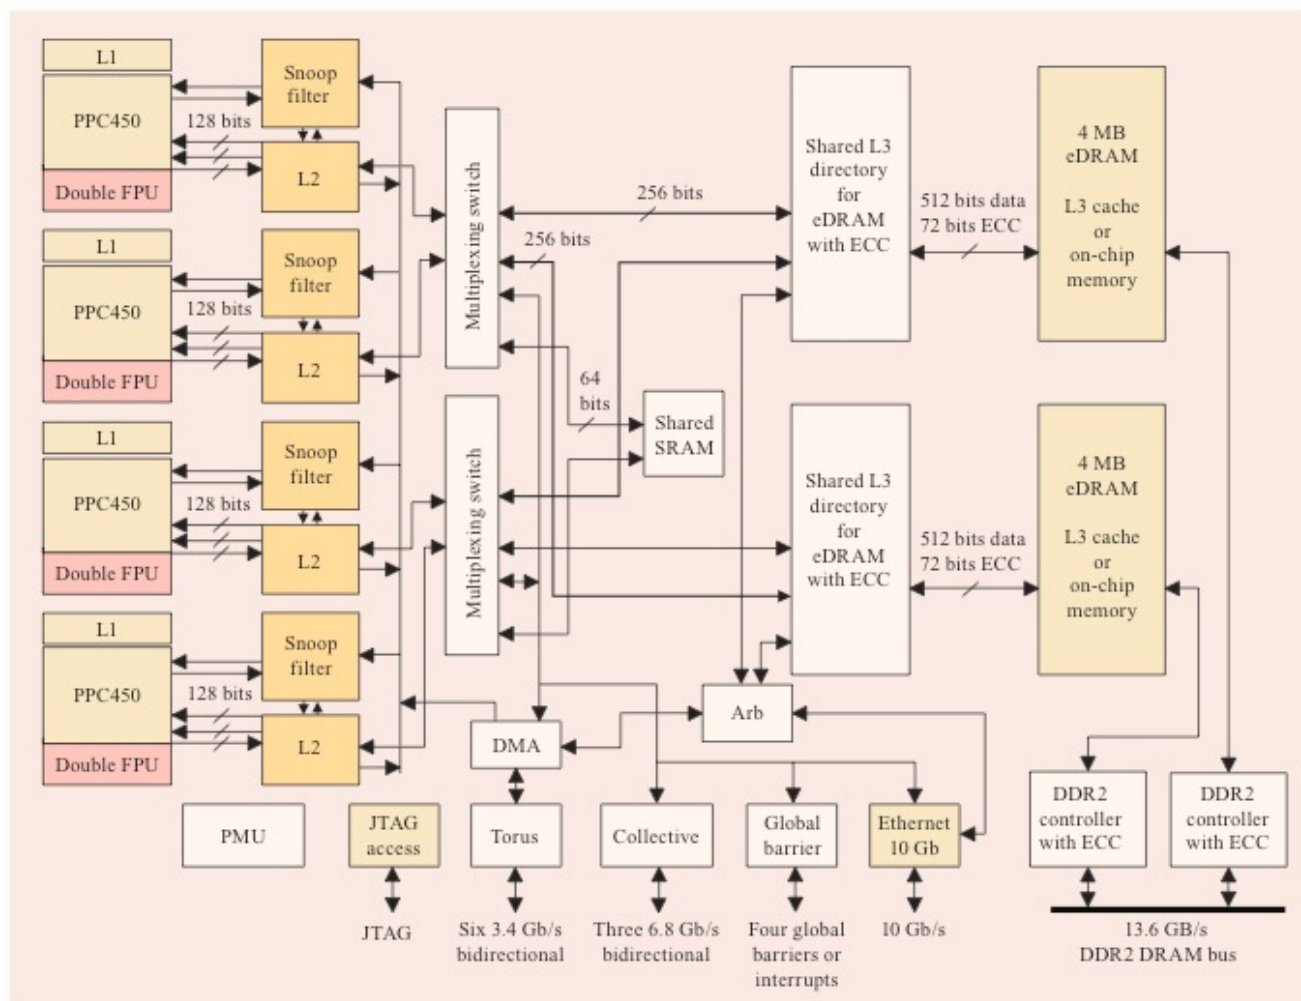 L1
PPC450
Double FPU
128 bits
Snoop
filter
L2
L1
PPC450
Double FPU
128 bits
Snoop
filter
L2
L1
PPC450
Double FPU
128 bits
Snoop
filter
L2
L1
PPC450
Double FPU
128 bits
Snoop
filter
L2
Multiplexing switch
Multiplexing switch
256 bits
256 bits
64
bits
Shared
SRAM
Shared L3
directory
for
eDRAM
with ECC
512 bits data
72 bits ECC
4 MB
eDRAM
L3 cache
or
on-chip
memory
Shared L3
directory
for
eDRAM
with ECC
512 bits data
72 bits ECC
4 MB
eDRAM
L3 cache
or
on-chip
memory
Arb
DMA
PMU
JTAG
access
Torus
Collective
Global
barrier
Ethernet
10 Gb
DDR2
controller
with ECC
DDR2
controller
with ECC
JTAG
Six 3.4 Gb/s
bidirectional
Three 6.8 Gb/s
bidirectional
Four global
barriers or
interrupts
10 Gb/s
13.6 GB/s
DDR2 DRAM bus